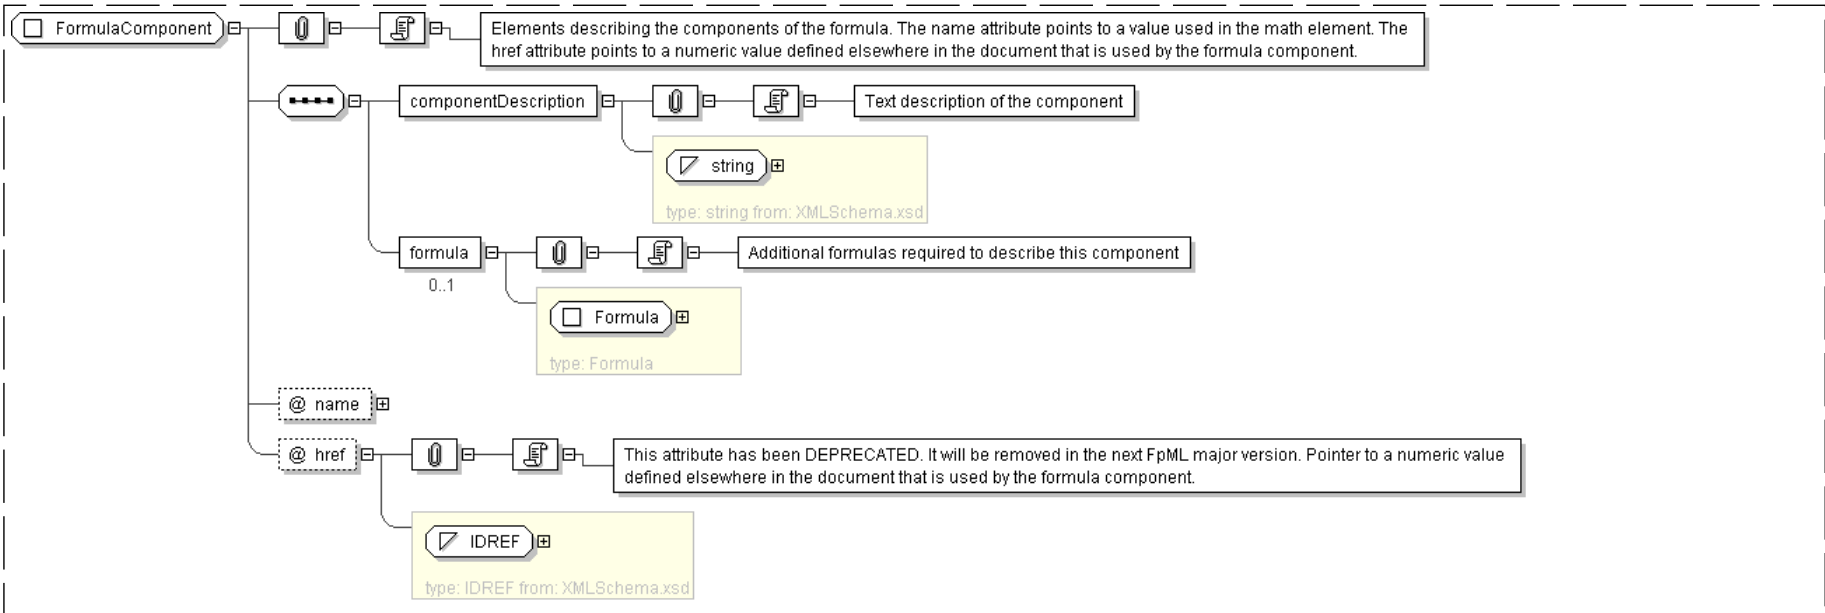 FormulaComponent
Elements describing the components of the formula. The name attribute points to a value used in the math element. The
href attribute points to a numeric value defined elsewhere in the document that is used by the formula component.
componentDescription
Text description of the component
string
type: string from: XMLSchema.xsd
formula
Additional formulas required to describe this component
0..1
Formula
type: Formula
@ name
@ href
This attribute has been DEPRECATED. It will be removed in the next FpML major version. Pointer to a numeric value
defined elsewhere in the document that is used by the formula component.
IDREF
type: IDREF from: XMLSchema.xsd